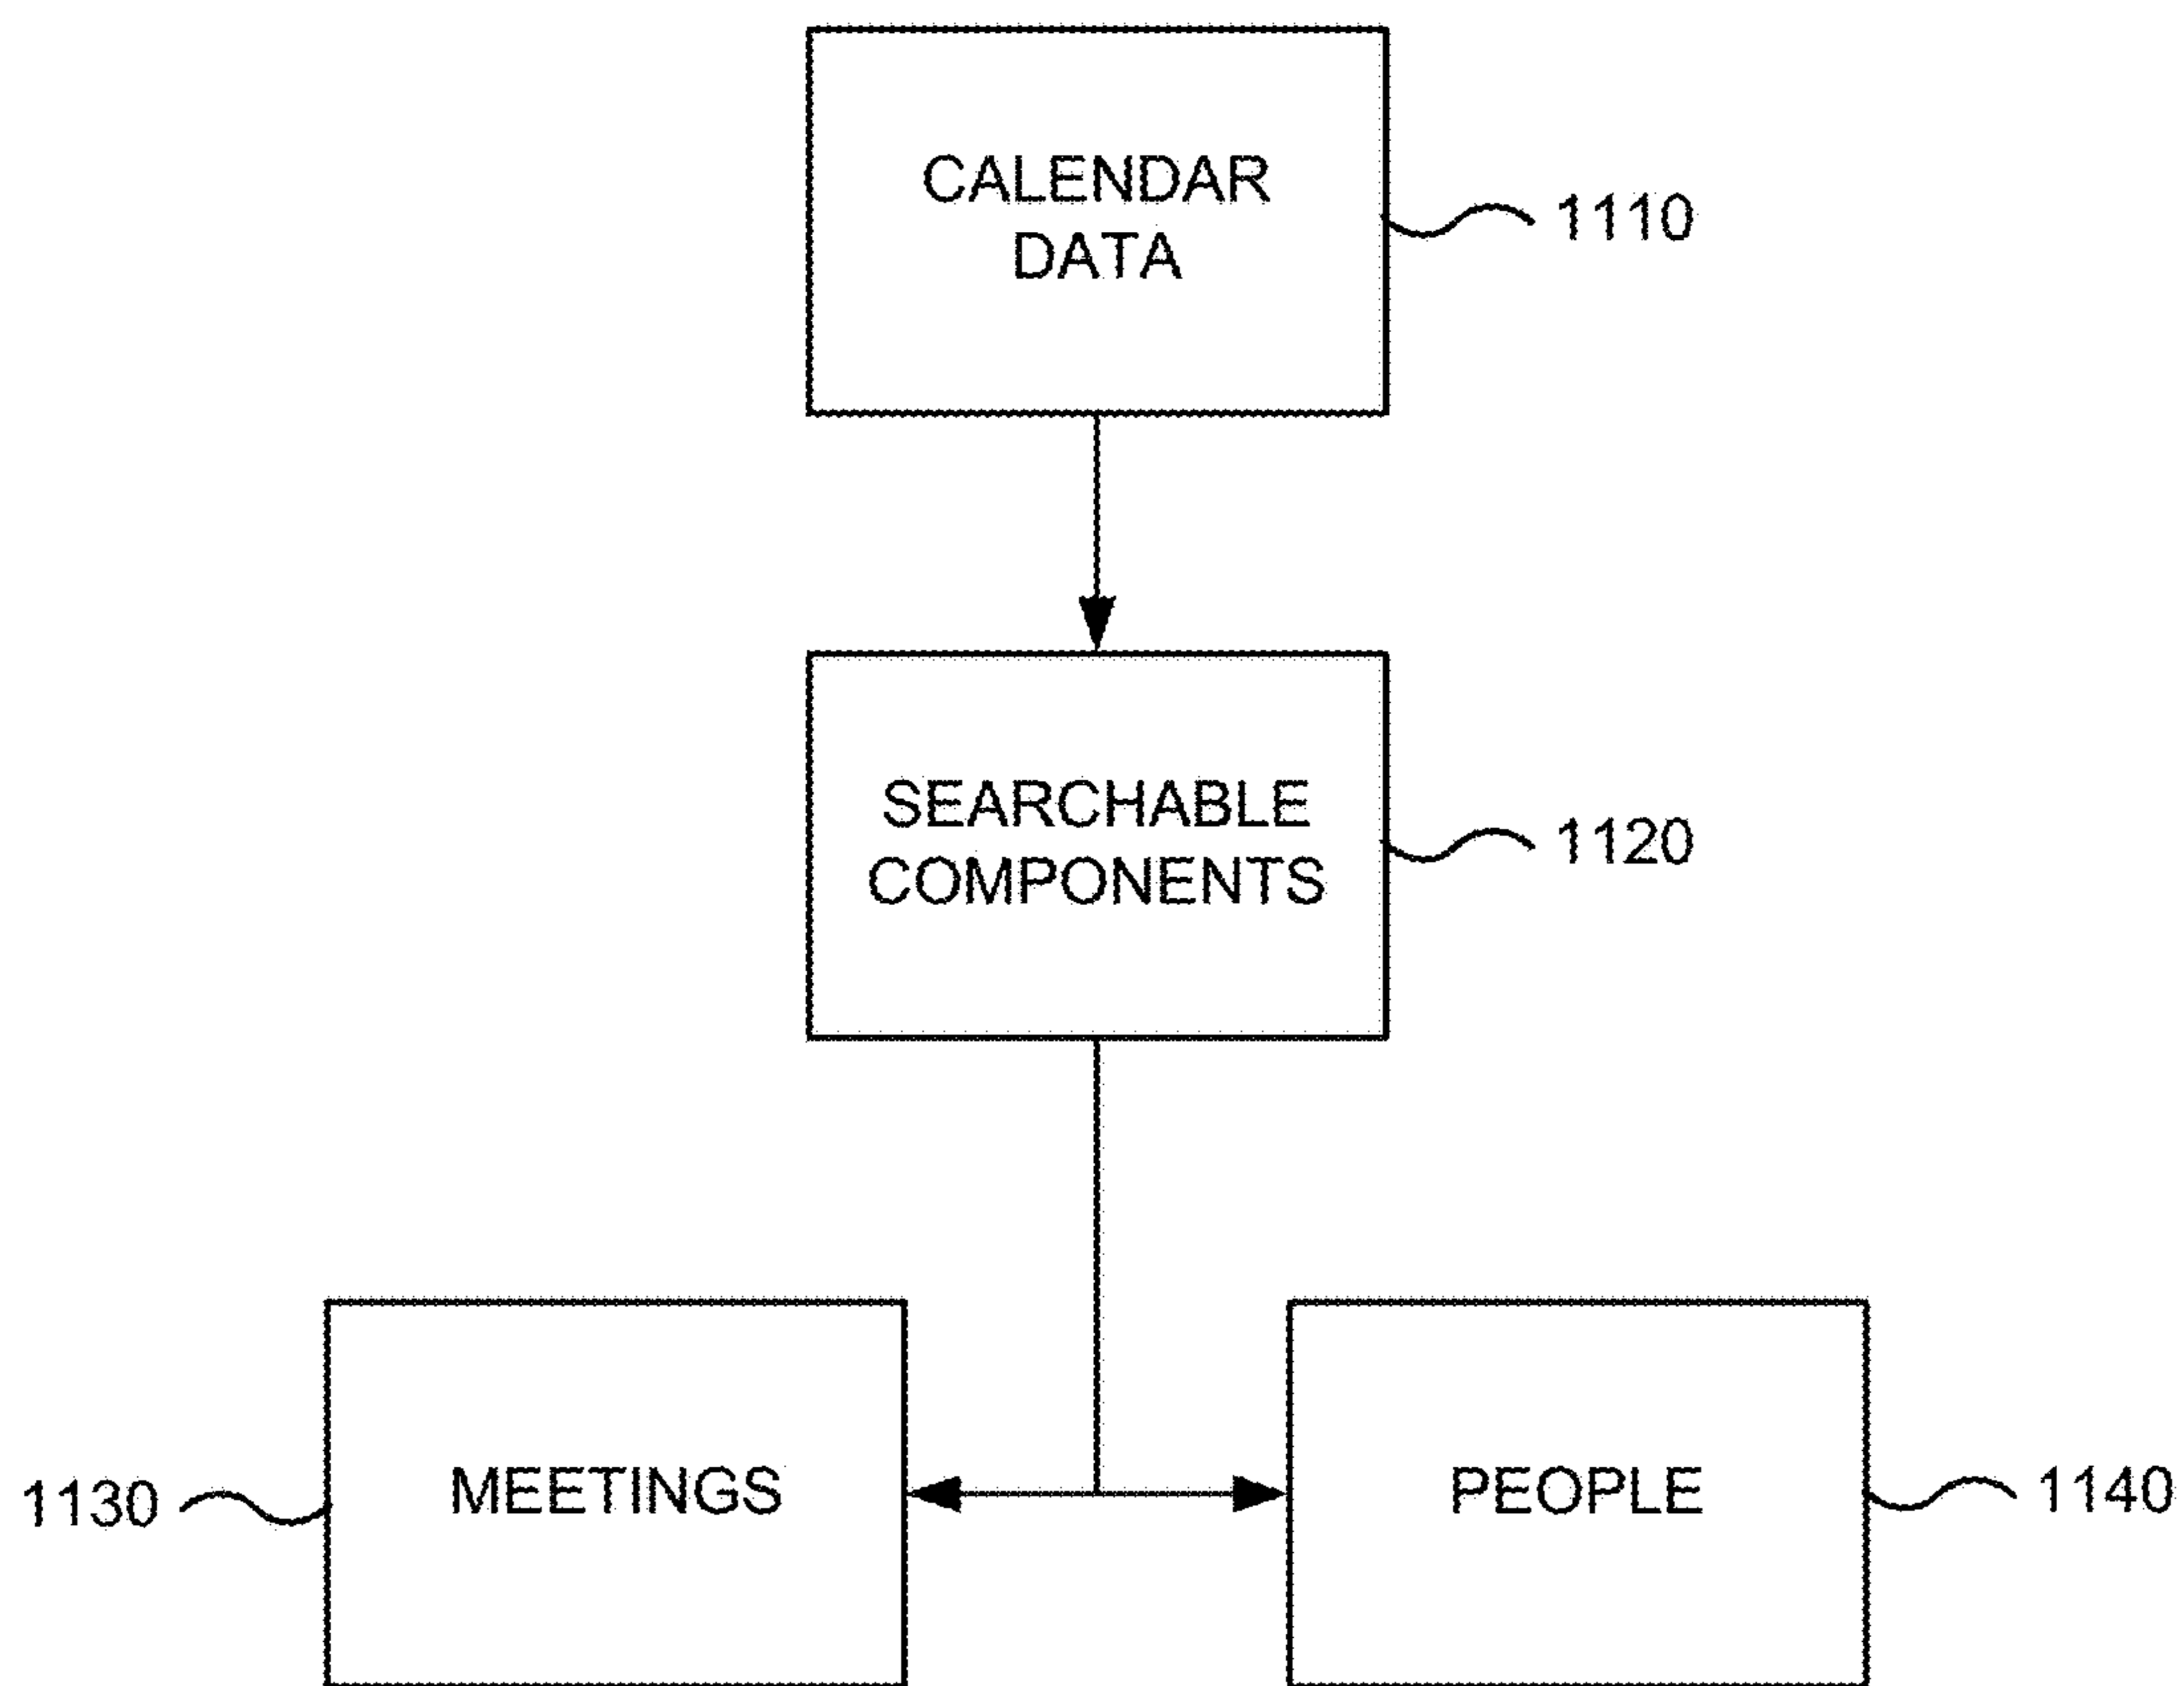 CALENDAR
DATA
1110
SEARCHABLE
COMPONENTS
1120
1130
MEETINGS
PEOPLE
1140